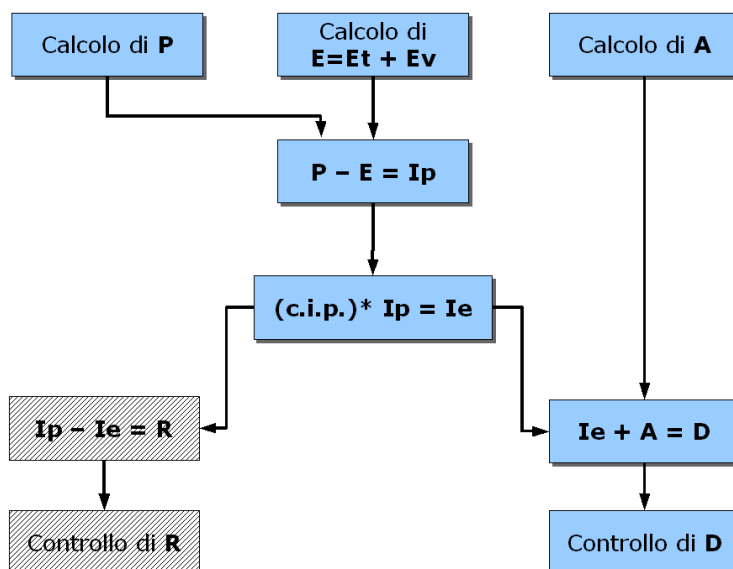 Calcolo di P
Calcolo di
E=Et + Ev
Calcolo di A
P – E = Ip
(c.i.p.)* Ip = Ie
Ip – Ie = R
Ie + A = D
Controllo di R
Controllo di D